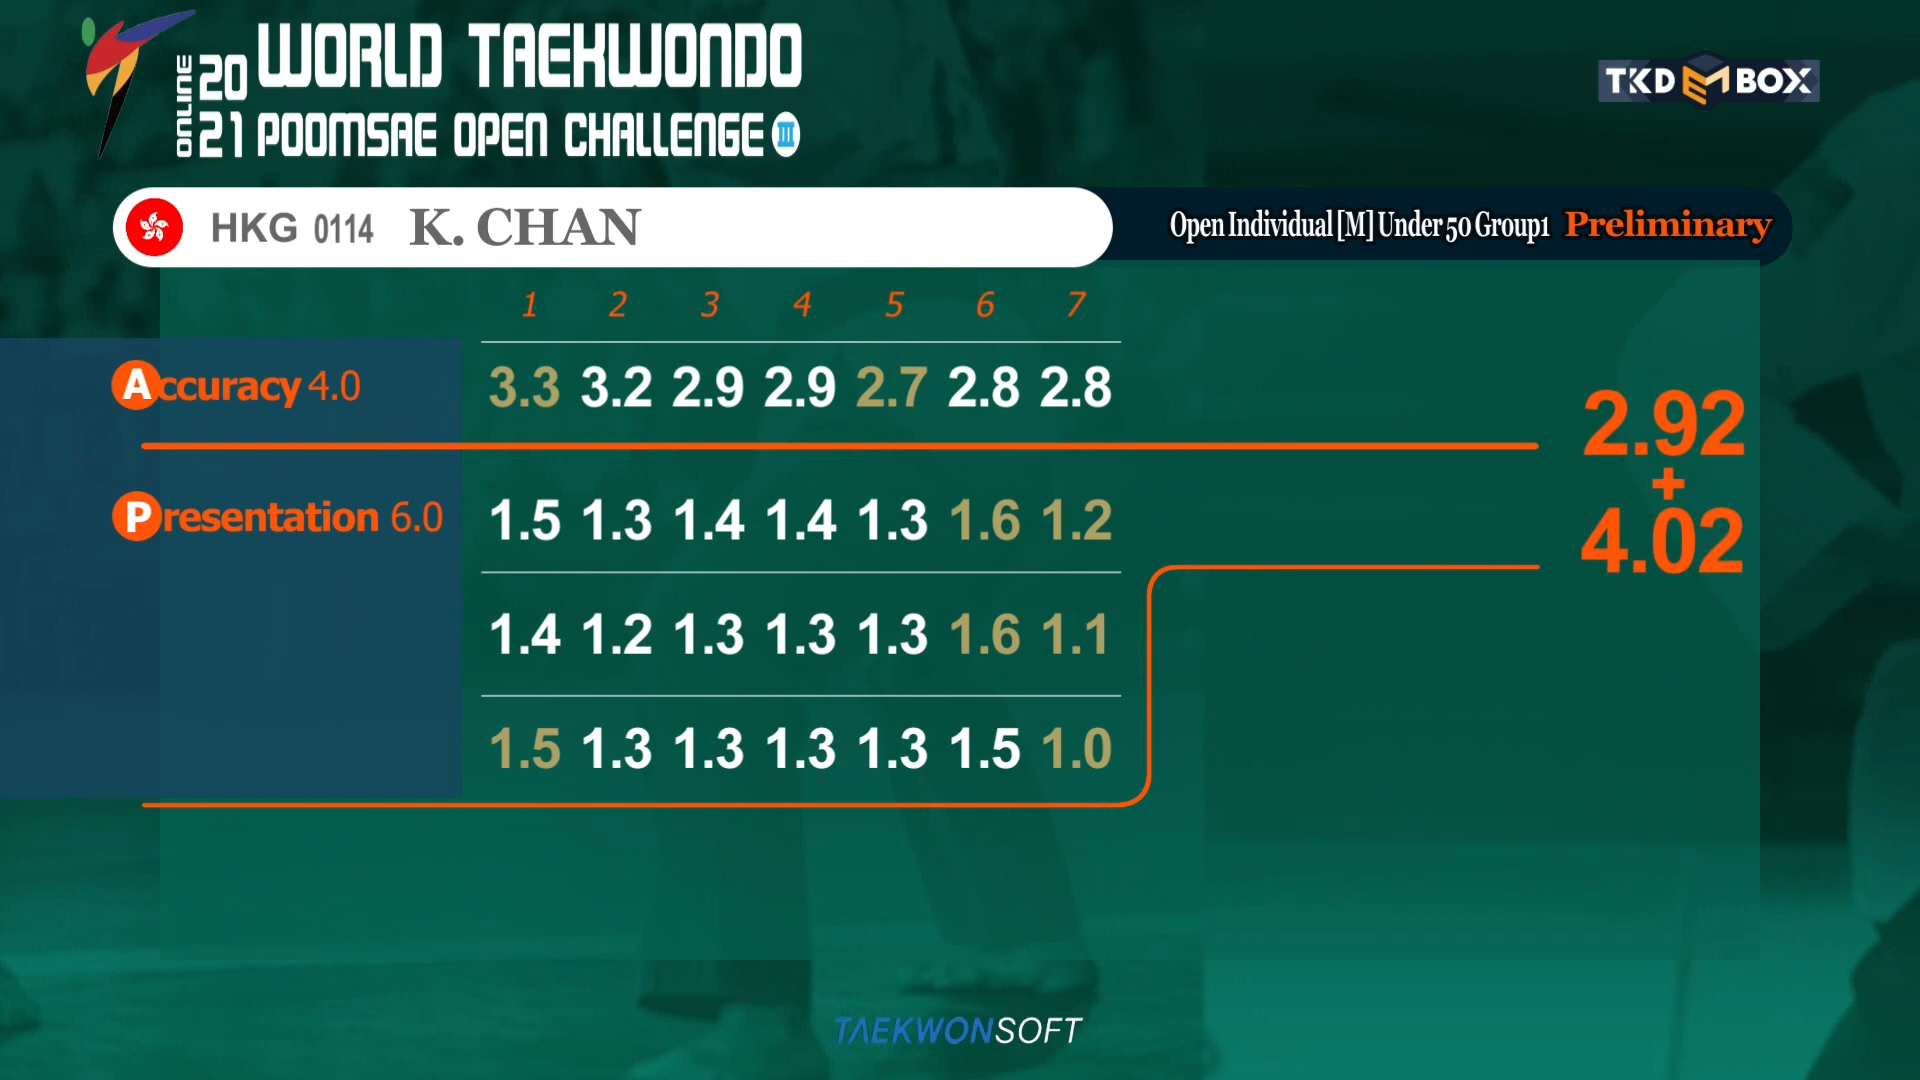 ONLINE 2021 WORLD TAEKWONDO
POOMSAE OPEN CHALLENGE III
TKD BOX
HKG 0114 K. CHAN
Open Individual [M] Under 50 Group1 Preliminary
1 2 3 4 5 6 7
Accuracy 4.0 3.3 3.2 2.9 2.9 2.7 2.8 2.8
2.92
+
4.02
Presentation 6.0 1.5 1.3 1.4 1.4 1.3 1.6 1.2
1.4 1.2 1.3 1.3 1.3 1.6 1.1
1.5 1.3 1.3 1.3 1.3 1.5 1.0
TAEKWONSOFT